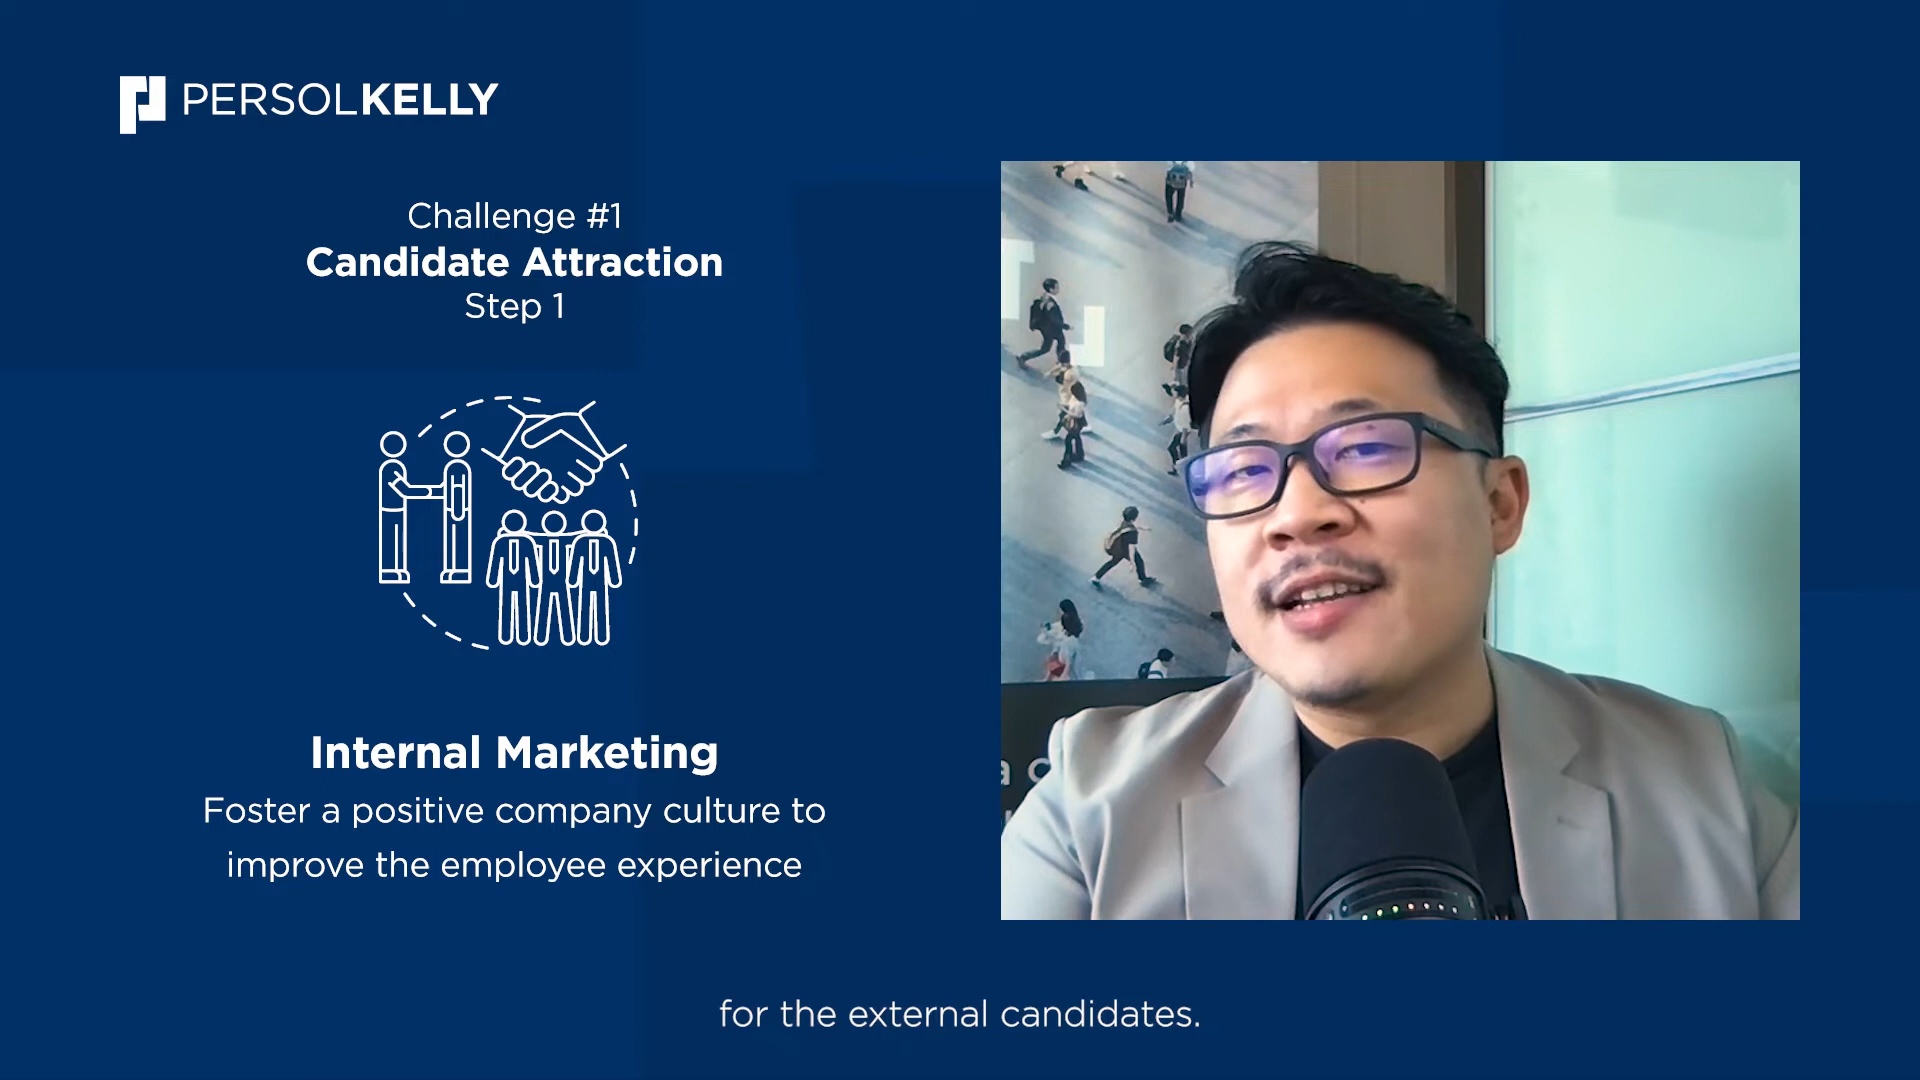 PERSOLKELLY
Challenge #1
Candidate Attraction
Step 1
Internal Marketing
Foster a positive company culture to
improve the employee experience
for the external candidates.